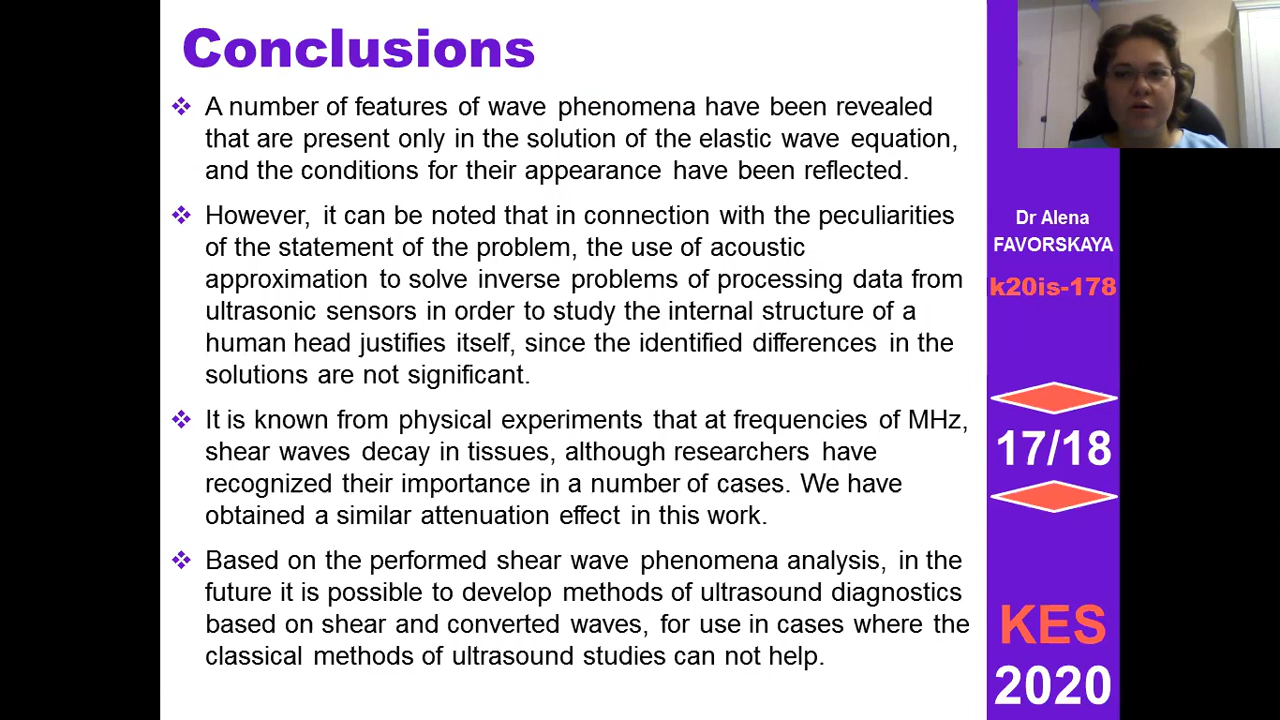 Conclusions
A number of features of wave phenomena have been revealed
that are present only in the solution of the elastic wave equation,
and the conditions for their appearance have been reflected.
However, it can be noted that in connection with the peculiarities
of the statement of the problem, the use of acoustic
approximation to solve inverse problems of processing data from
ultrasonic sensors in order to study the internal structure of a
human head justifies itself, since the identified differences in the
solutions are not significant.
It is known from physical experiments that at frequencies of MHz,
shear waves decay in tissues, although researchers have
recognized their importance in a number of cases. We have
obtained a similar attenuation effect in this work.
Based on the performed shear wave phenomena analysis, in the
future it is possible to develop methods of ultrasound diagnostics
based on shear and converted waves, for use in cases where the
classical methods of ultrasound studies can not help.
Dr Alena
FAVORSKAYA
k20is-178
17/18
KES
2020